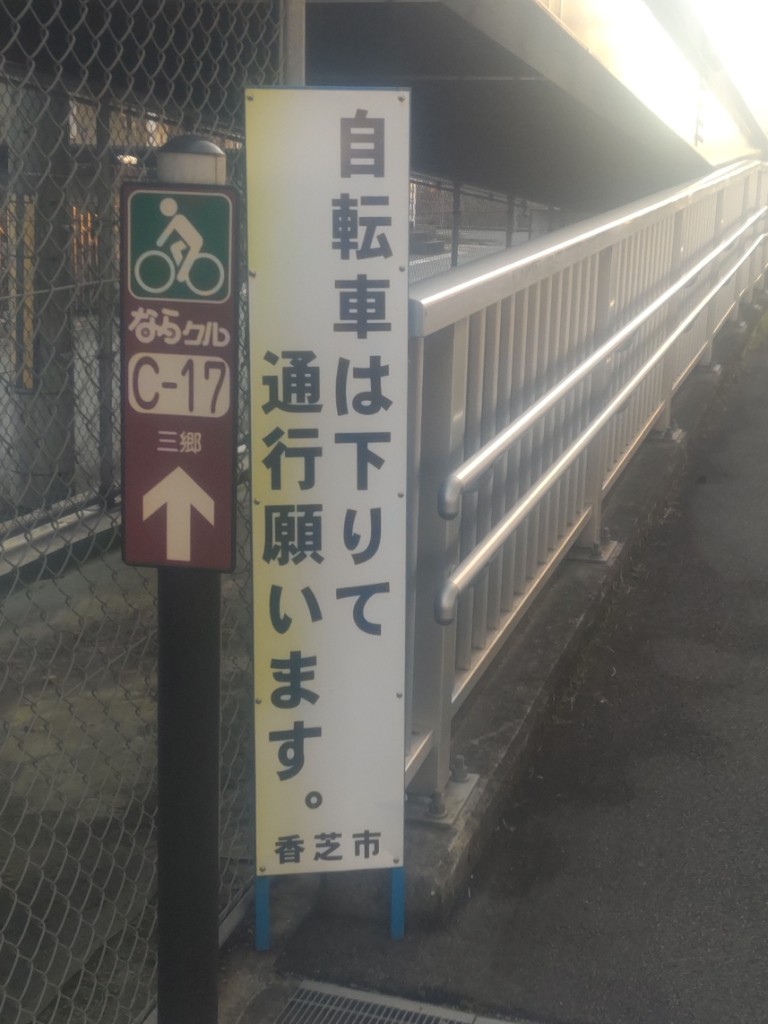 ならクル
C-17
三郷
自転車は下りて
通行願います。
香芝市